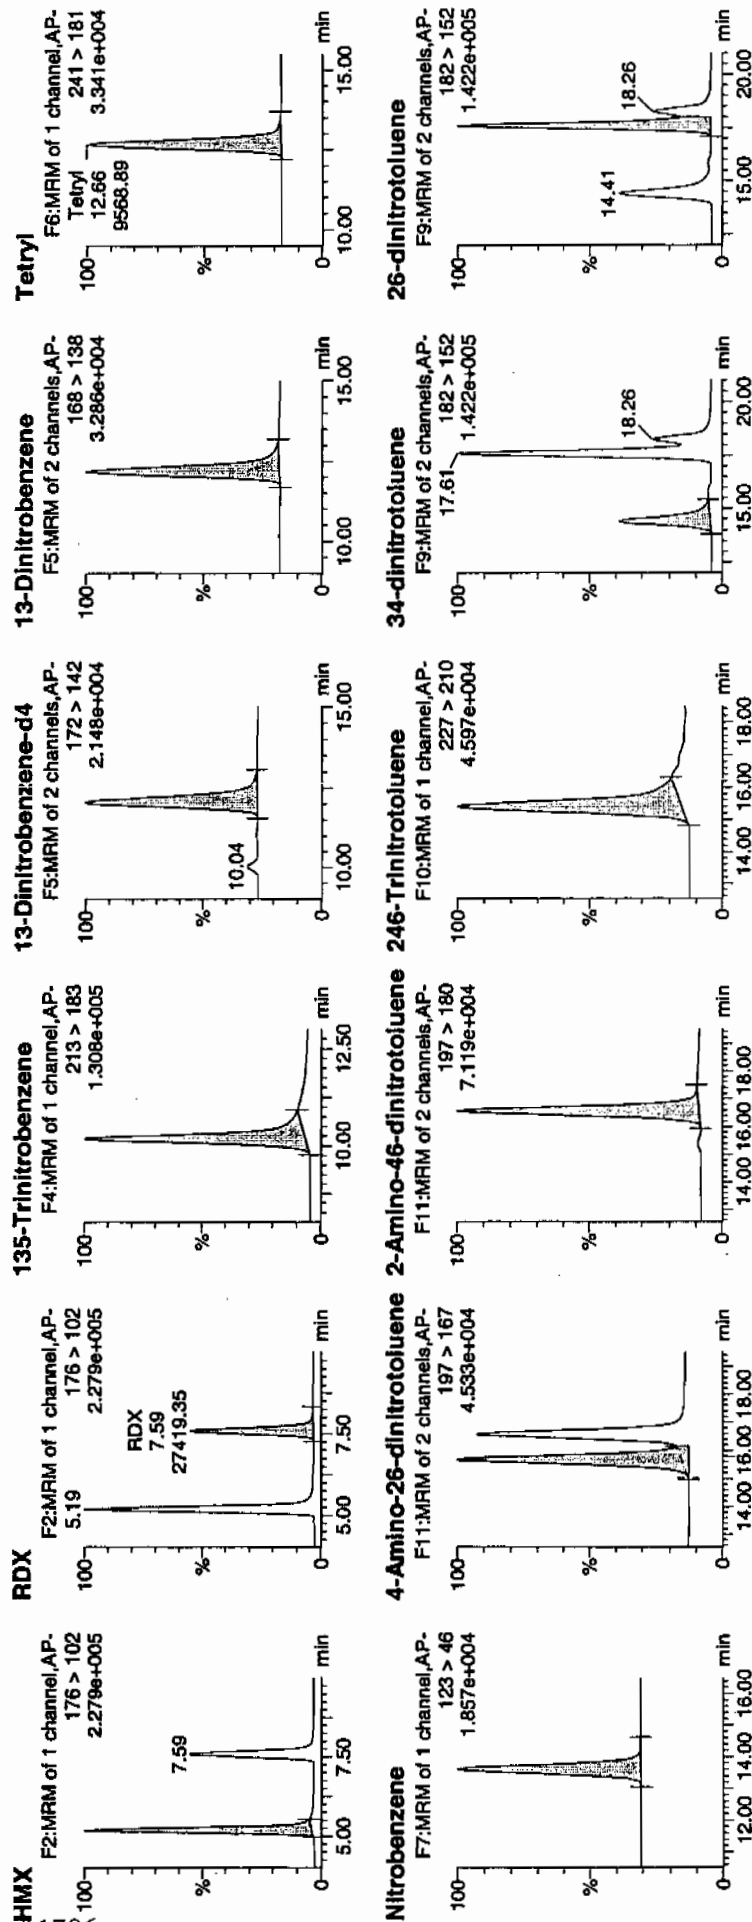 HMX
F2:MRM of 1 channel,AP-
176 > 102
2.279e+005
100
7.59
%
0
min
5.00
7.50
RDX
F2:MRM of 1 channel,AP-
5.19
176 > 102
2.279e+005
100
RDX
7.59
27419.35
%
0
min
5.00
7.50
135-Trinitrobenzene
F4:MRM of 1 channel,AP-
213 > 183
1.308e+005
100
%
0
min
10.00
12.50
13-Dinitrobenzene-d4
F5:MRM of 2 channels,AP-
172 > 142
2.148e+004
100
%
10.04
0
min
10.00
15.00
13-Dinitrobenzene
F5:MRM of 2 channels,AP-
168 > 138
3.286e+004
100
%
0
min
10.00
15.00
Tetryl
F6:MRM of 1 channel,AP-
Tetryl
241 > 181
12.66
3.341e+004
9568.89
100
%
0
min
10.00
15.00
Nitrobenzene
F7:MRM of 1 channel,AP-
123 > 46
1.857e+004
100
%
0
min
12.00
14.00
16.00
4-Amino-26-dinitrotoluene
F11:MRM of 2 channels,AP-
197 > 167
4.533e+004
100
%
0
min
14.00
16.00
18.00
2-Amino-46-dinitrotoluene
F11:MRM of 2 channels,AP-
197 > 180
7.119e+004
100
%
0
min
14.00
16.00
18.00
246-Trinitrotoluene
F10:MRM of 1 channel,AP-
227 > 210
4.597e+004
100
%
0
min
14.00
16.00
18.00
34-dinitrotoluene
F9:MRM of 2 channels,AP-
17.61
182 > 152
1.422e+005
100
18.26
%
0
min
15.00
20.00
26-dinitrotoluene
F9:MRM of 2 channels,AP-
182 > 152
1.422e+005
100
18.26
14.41
%
0
min
15.00
20.00